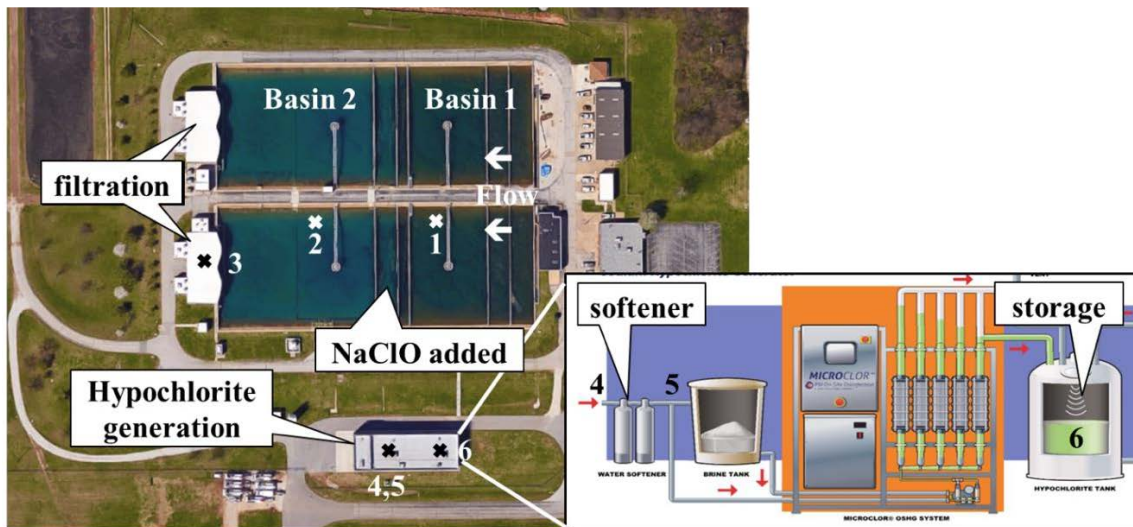 Basin 2
Basin 1
filtration
Flow
2
1
3
NaClO added
Hypochlorite
generation
6
4,5
softener
storage
4
5
MICROCLOR
6
WATER SOFTENER
BRINE TANK
HYPOCHLORITE TANK
MICROCLOR® OSHG SYSTEM